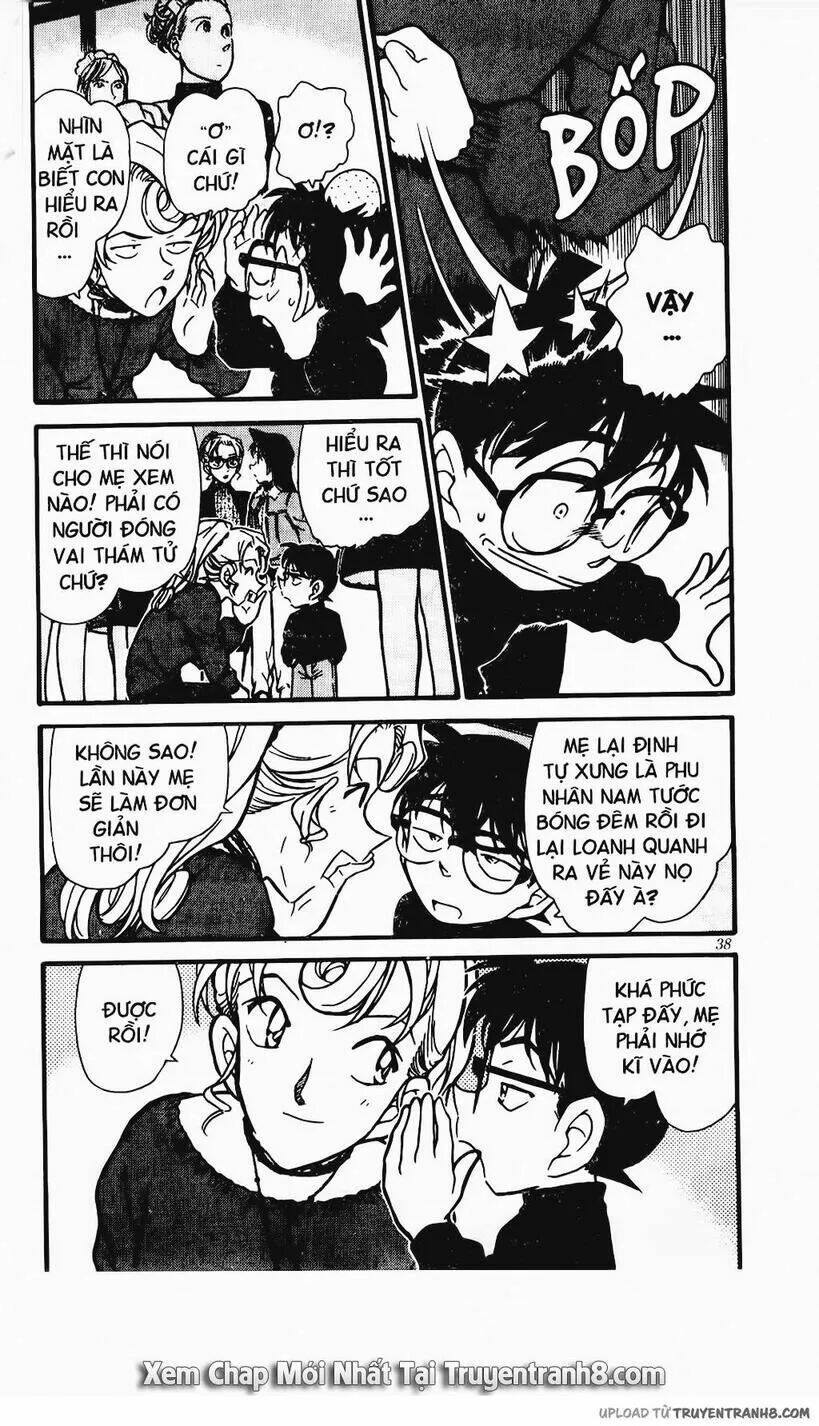 BỐP
VẬY
...
Ơ!?
"Ơ"
CÁI GÌ
CHỨ!
NHÌN
MẶT LÀ
BIẾT CON
HIỂU RA
RỒI
...
HIỂU RA
THÌ TỐT
CHỨ SAO
...
THẾ THÌ NÓI
CHO MẸ XEM
NÀO! PHẢI CÓ
NGƯỜI ĐÓNG
VAI THÁM TỬ
CHỨ?
MẸ LẠI ĐỊNH
TỰ XƯNG LÀ PHU
NHÂN NAM TƯỚC
BÓNG ĐÊM RỒI ĐI
LẠI LOANH QUANH
RA VẺ NÀY NỌ
ĐẤY À?
KHÔNG SAO!
LẦN NÀY MẸ
SẼ LÀM ĐƠN
GIẢN
THÔI!
38
KHÁ PHỨC
TẠP ĐẤY, MẸ
PHẢI NHỚ
KĨ VÀO!
ĐƯỢC
RỒI!
Xem Chap Mới Nhất Tại Truyentranh8.com
UPLOAD TỪ TRUYENTRANH8.COM